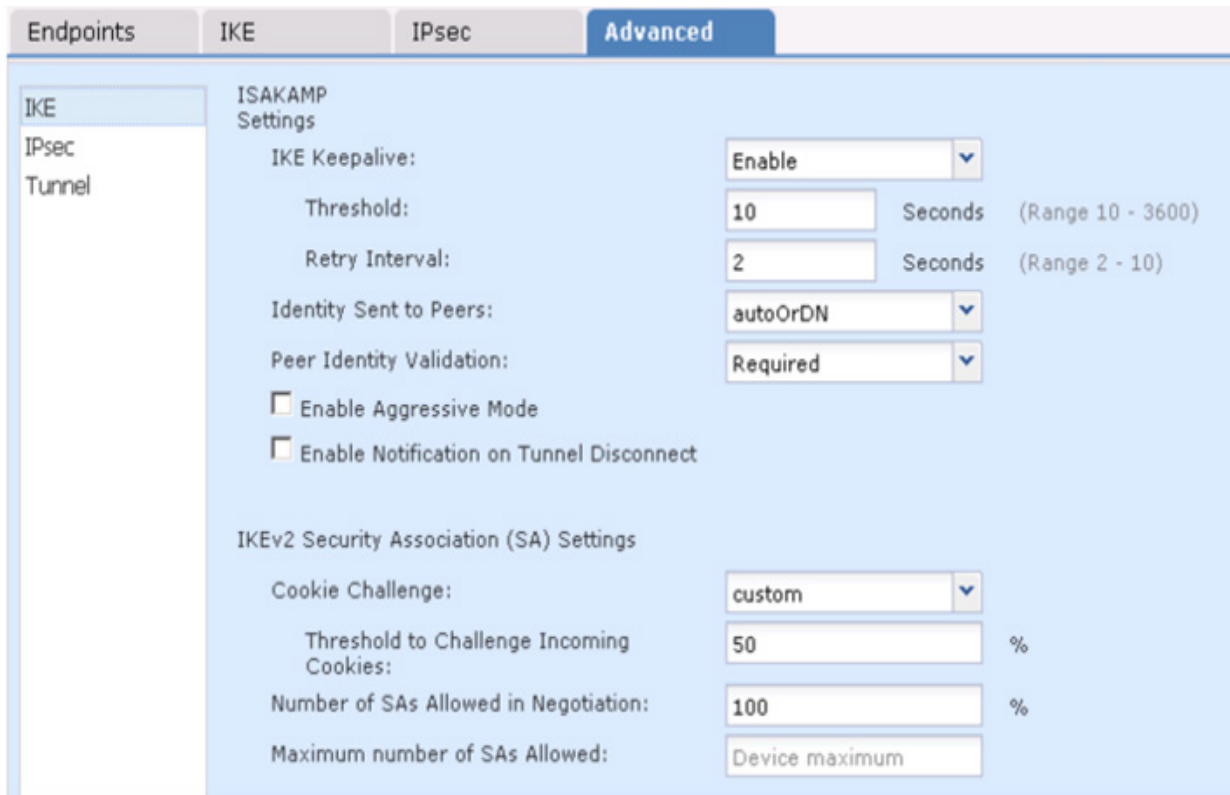 Endpoints IKE IPsec Advanced
IKE
IPsec
Tunnel
ISAKAMP
Settings
IKE Keepalive: Enable
Threshold: 10 Seconds (Range 10 - 3600)
Retry Interval: 2 Seconds (Range 2 - 10)
Identity Sent to Peers: autoOrDN
Peer Identity Validation: Required
Enable Aggressive Mode
Enable Notification on Tunnel Disconnect
IKEv2 Security Association (SA) Settings
Cookie Challenge: custom
Threshold to Challenge Incoming
Cookies: 50 %
Number of SAs Allowed in Negotiation: 100 %
Maximum number of SAs Allowed: Device maximum